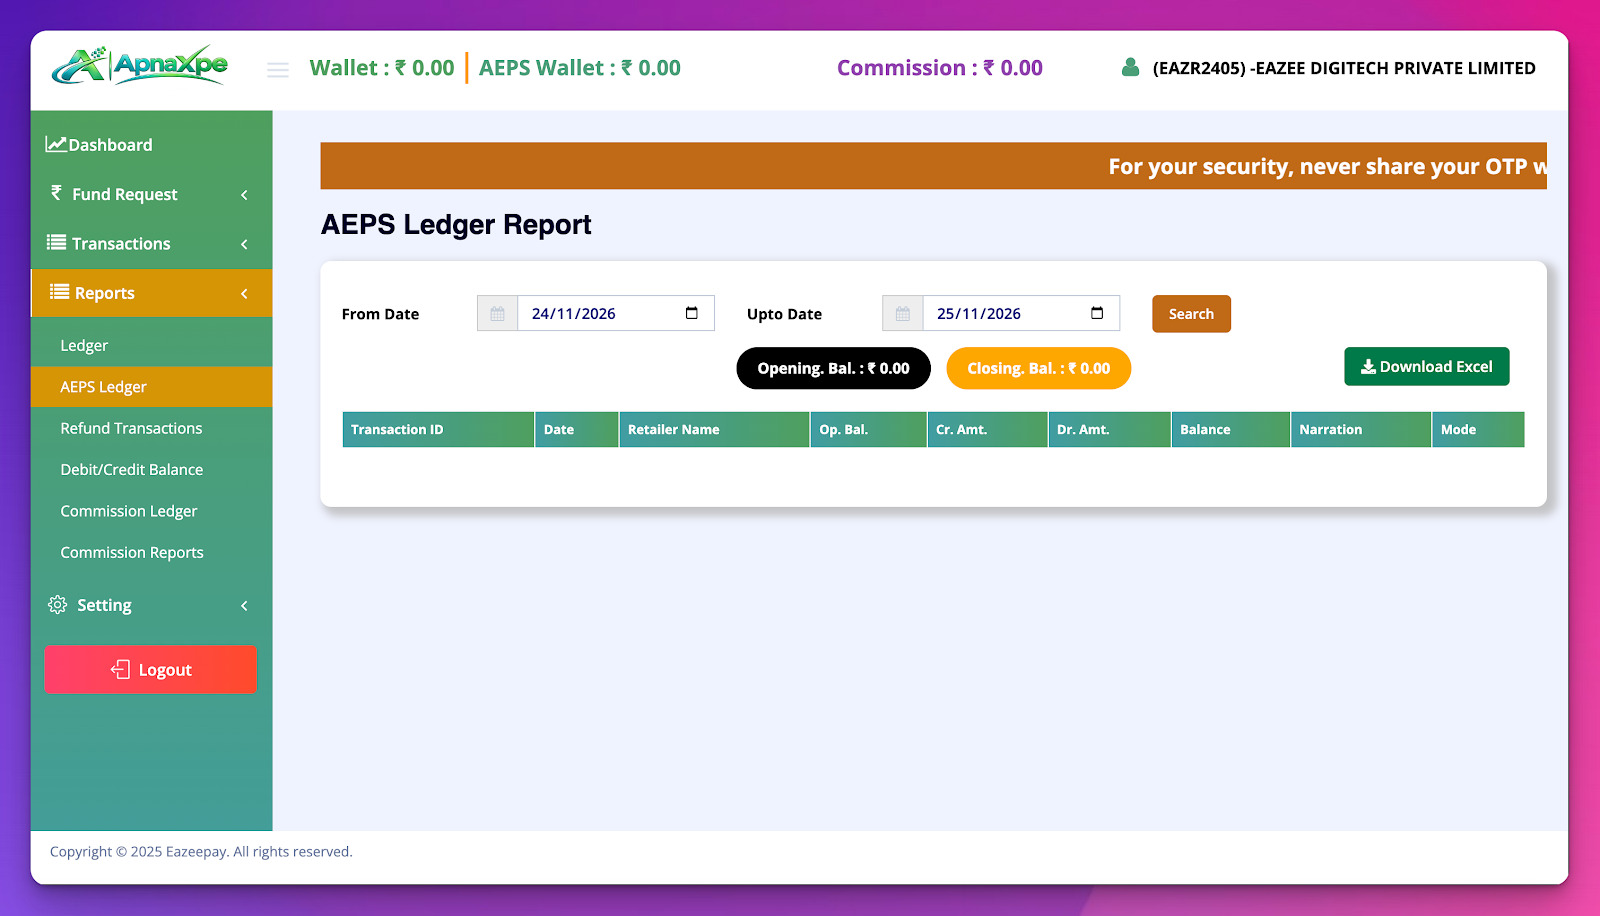 ApnaXpe
Wallet : ₹ 0.00
AEPS Wallet : ₹ 0.00
Commission : ₹ 0.00
(EAZR2405) -EAZEE DIGITECH PRIVATE LIMITED
Dashboard
₹ Fund Request
Transactions
Reports
Ledger
AEPS Ledger
Refund Transactions
Debit/Credit Balance
Commission Ledger
Commission Reports
Setting
Logout
For your security, never share your OTP w
AEPS Ledger Report
From Date
24/11/2026
Upto Date
25/11/2026
Search
Opening. Bal. : ₹ 0.00
Closing. Bal. : ₹ 0.00
Download Excel
Transaction ID
Date
Retailer Name
Op. Bal.
Cr. Amt.
Dr. Amt.
Balance
Narration
Mode
Copyright © 2025 Eazeepay. All rights reserved.